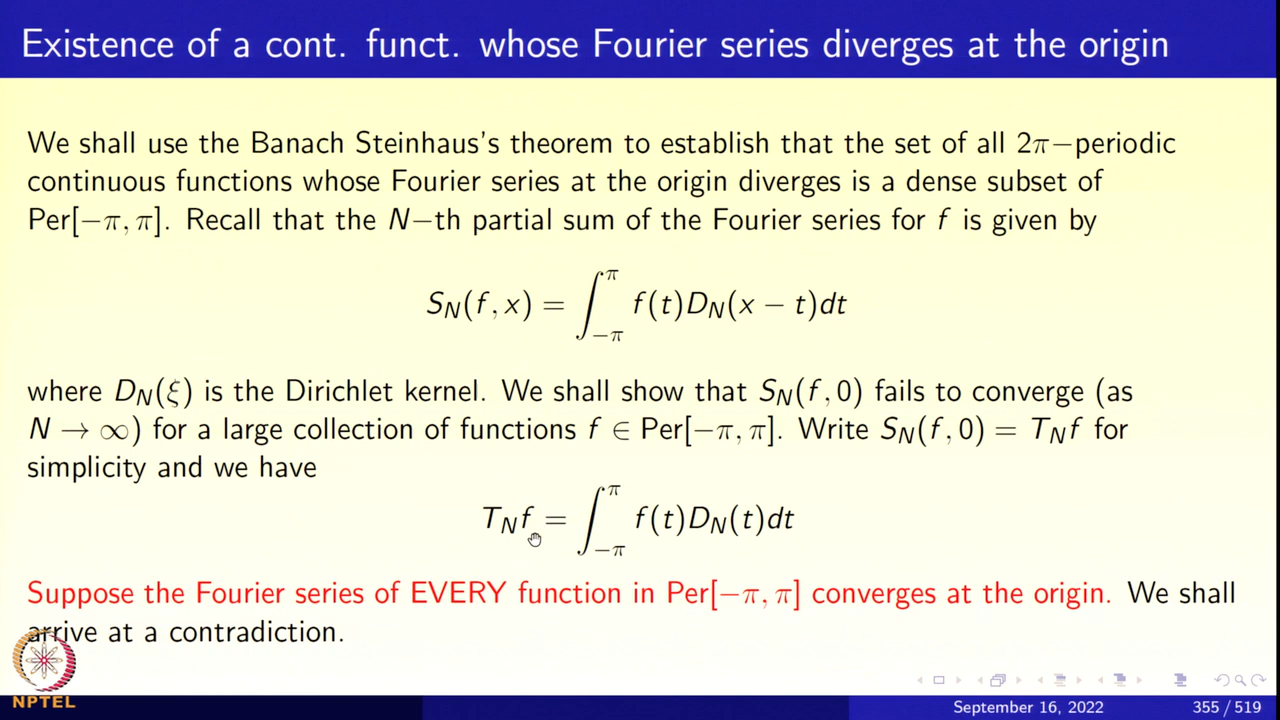 Existence of a cont. funct. whose Fourier series diverges at the origin
We shall use the Banach Steinhaus's theorem to establish that the set of all 2π−periodic
continuous functions whose Fourier series at the origin diverges is a dense subset of
Per[−π, π]. Recall that the N−th partial sum of the Fourier series for f is given by
S_N(f, x) = ∫_{−π}^{π} f(t)D_N(x − t)dt
where D_N(ξ) is the Dirichlet kernel. We shall show that S_N(f, 0) fails to converge (as
N → ∞) for a large collection of functions f ∈ Per[−π, π]. Write S_N(f, 0) = T_N f for
simplicity and we have
T_N f = ∫_{−π}^{π} f(t)D_N(t)dt
Suppose the Fourier series of EVERY function in Per[−π, π] converges at the origin. We shall
arrive at a contradiction.
NPTEL
September 16, 2022 355 / 519